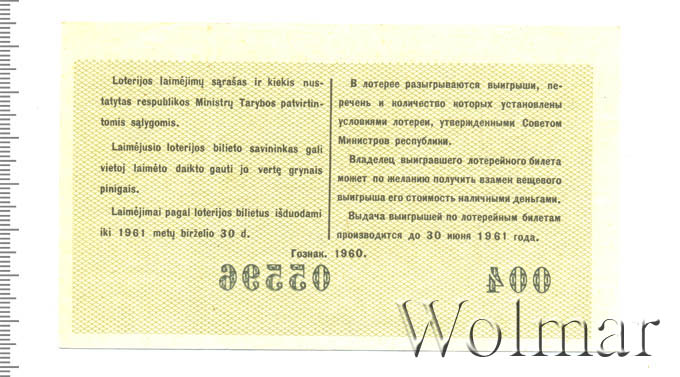 Loterijos laimėjimų sąrašas ir kiekis nus-
tatytas respublikos Ministrų Tarybos patvirtin-
tomis sąlygomis.
Laimėjusio loterijos bilieto savininkas gali
vietoj laimėto daikto gauti jo vertę grynais
pinigais.
Laimėjimai pagal loterijos bilietus išduodami
iki 1961 metų birželio 30 d.
В лотерее разыгрываются выигрыши, пе-
речень и количество которых установлены
условиями лотереи, утвержденными Советом
Министров республики.
Владелец выигравшего лотерейного билета
может по желанию получить взамен вещевого
выигрыша его стоимость наличными деньгами.
Выдача выигрышей по лотерейным билетам
производится до 30 июня 1961 года.
Гознак. 1960.
Wolmar